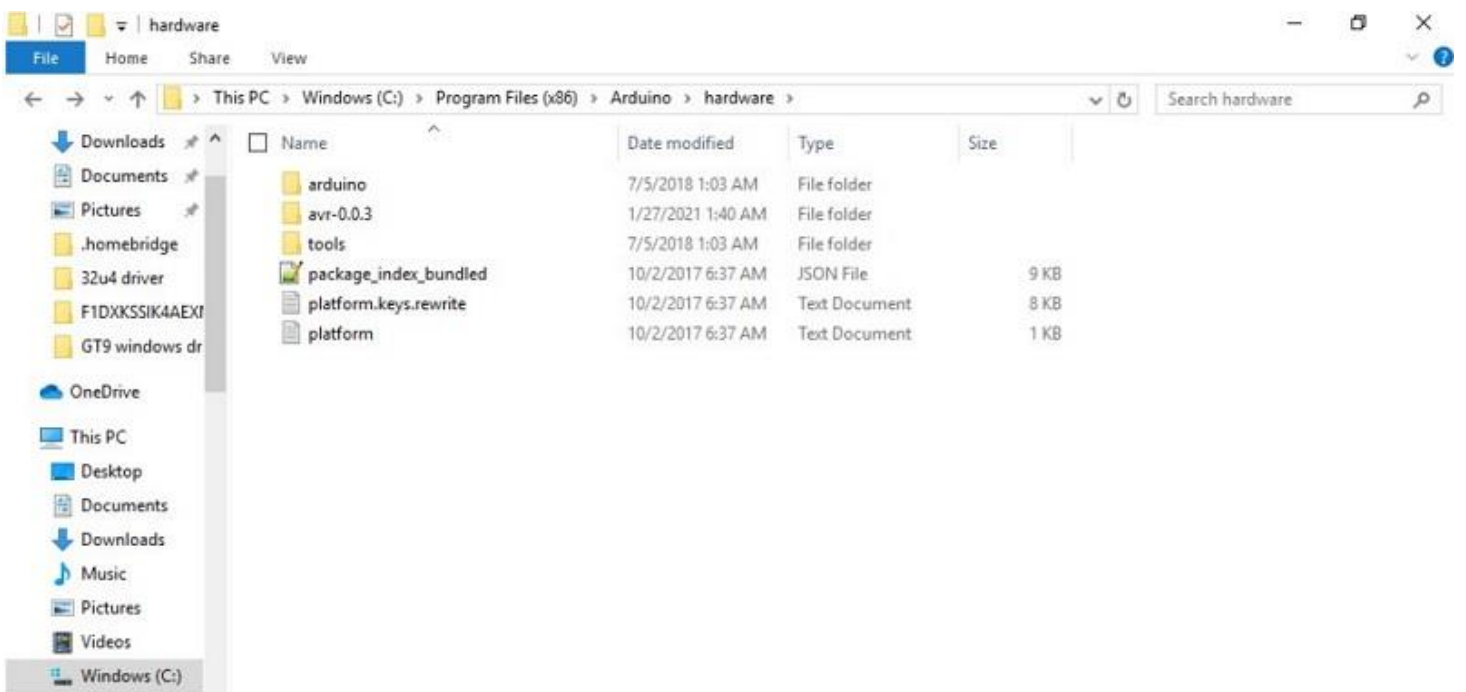 hardware
File Home Share View
This PC Windows (C:) Program Files (x86) Arduino hardware
Search hardware
Name Date modified Type Size
arduino 7/5/2018 1:03 AM File folder
avr-0.0.3 1/27/2021 1:40 AM File folder
tools 7/5/2018 1:03 AM File folder
package_index_bundled 10/2/2017 6:37 AM JSON File 9 KB
platform.keys.rewrite 10/2/2017 6:37 AM Text Document 8 KB
platform 10/2/2017 6:37 AM Text Document 1 KB
Downloads
Documents
Pictures
.homebridge
32u4 driver
GT9 windows dr
OneDrive
This PC
Desktop
Documents
Downloads
Music
Pictures
Videos
Windows (C:)